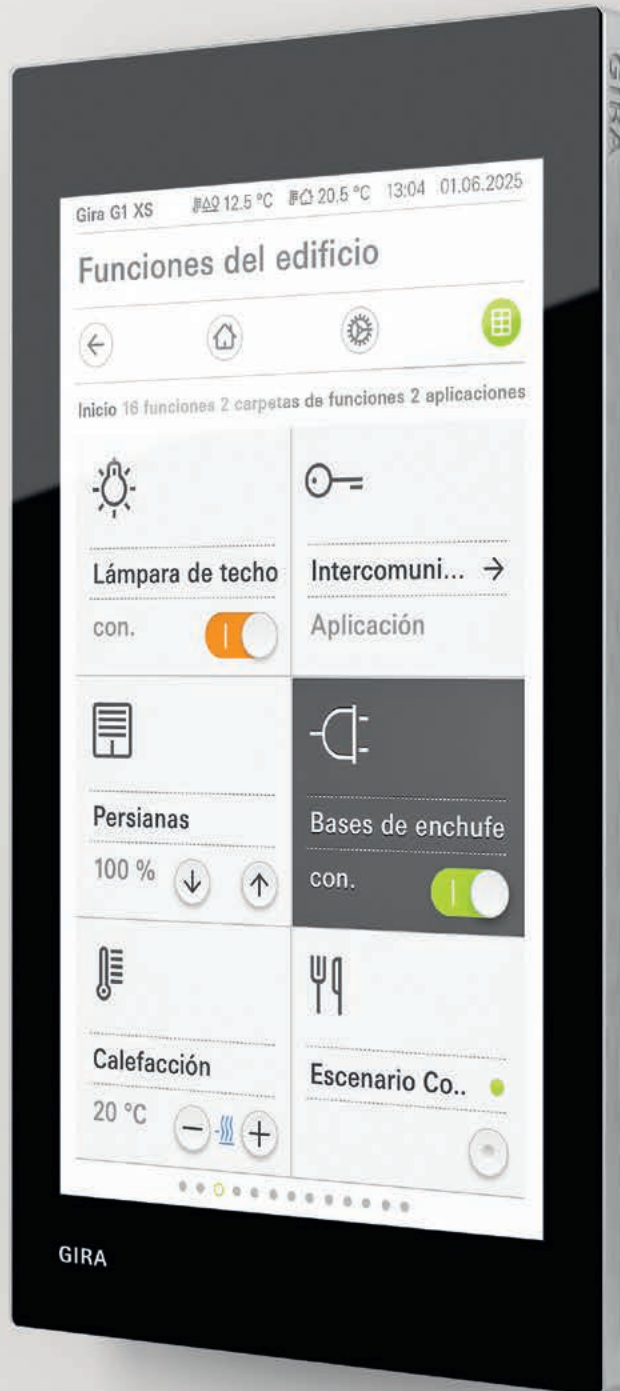 GIRA
Gira G1 XS 12.5 °C 20,5 °C 13:04 01.06.2025
Funciones del edificio
Inicio 16 funciones 2 carpetas de funciones 2 aplicaciones
Lámpara de techo
con.
Intercomuni... →
Aplicación
Persianas
100 %
Bases de enchufe
con.
Calefacción
20 °C
Escenario Co..
GIRA